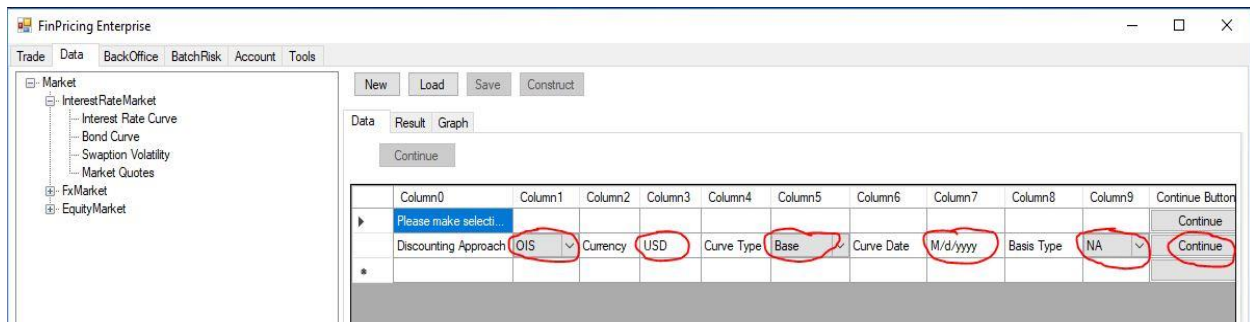 FinPricing Enterprise
Trade Data BackOffice BatchRisk Account Tools
Market
InterestRateMarket
Interest Rate Curve
Bond Curve
Swaption Volatility
Market Quotes
FxMarket
EquityMarket
New Load Save Construct
Data Result Graph
Continue
Column0 Column1 Column2 Column3 Column4 Column5 Column6 Column7 Column8 Column9 Continue Button
Please make selecti... Continue
Discounting Approach OIS Currency USD Curve Type Base Curve Date M/d/yyyy Basis Type NA Continue